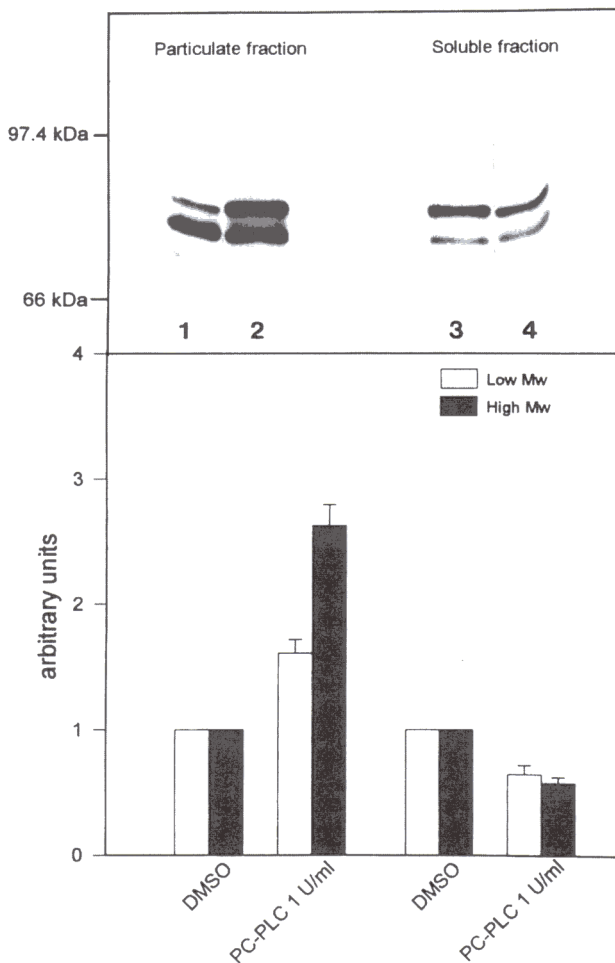 Particulate fraction
Soluble fraction
97.4 kDa
66 kDa
1
2
3
4
4
Low Mw
High Mw
3
2
1
0
arbitrary units
DMSO
PC-PLC 1 U/ml
DMSO
PC-PLC 1 U/ml